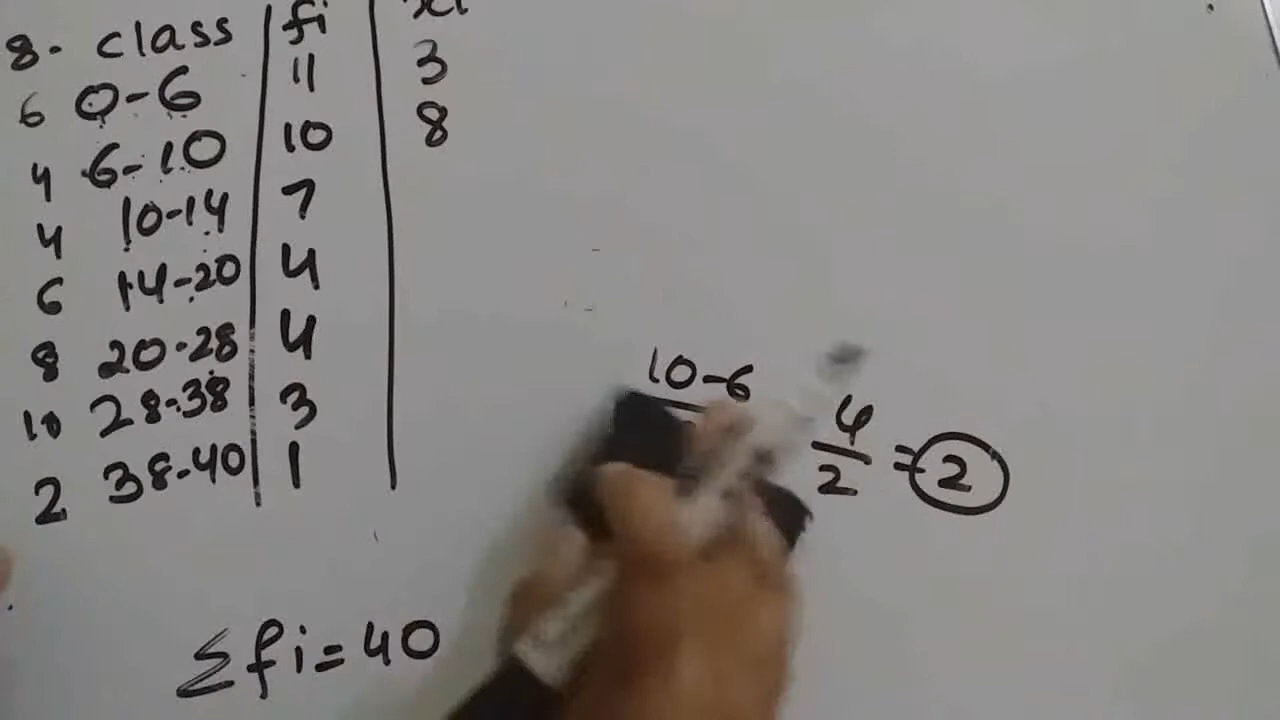 8- class fi xi
6 0-6 11 3
4 6-10 10 8
4 10-14 7
6 14-20 4
8 20-28 4
10 28-38 3
2 38-40 1
10-6
4/2 = 2
Σfi=40